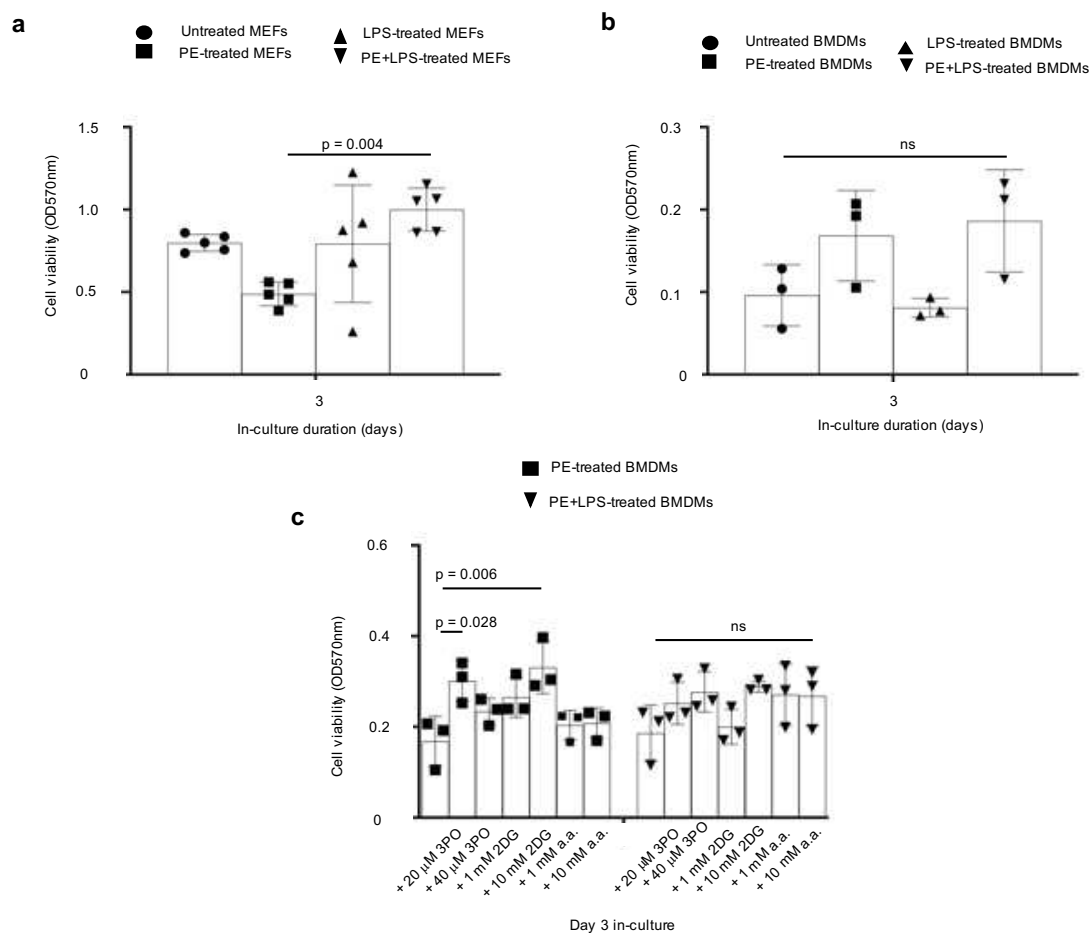 a
Untreated MEFs
PE-treated MEFs
LPS-treated MEFs
PE+LPS-treated MEFs
Cell viability (OD570nm)
1.5
1.0
0.5
0
p = 0.004
3
In-culture duration (days)
b
Untreated BMDMs
PE-treated BMDMs
LPS-treated BMDMs
PE+LPS-treated BMDMs
Cell viability (OD570nm)
0.3
0.2
0.1
0
ns
3
In-culture duration (days)
PE-treated BMDMs
PE+LPS-treated BMDMs
c
Cell viability (OD570nm)
0.6
0.4
0.2
0
p = 0.006
p = 0.028
ns
+ 20 µM 3PO
+ 40 µM 3PO
+ 1 mM 2DG
+ 10 mM 2DG
+ 1 mM a.a.
+ 10 mM a.a.
+ 20 µM 3PO
+ 40 µM 3PO
+ 1 mM 2DG
+ 10 mM 2DG
+ 1 mM a.a.
+ 10 mM a.a.
Day 3 in-culture